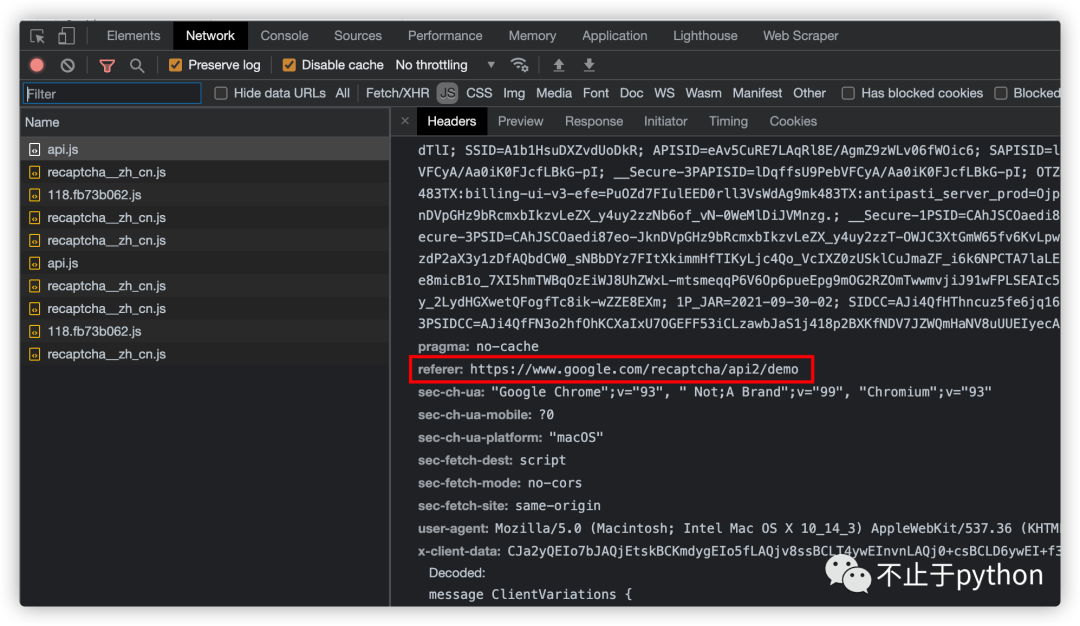 Elements Network Console Sources Performance Memory Application Lighthouse Web Scraper
Preserve log Disable cache No throttling
Filter Hide data URLs All Fetch/XHR JS CSS Img Media Font Doc WS Wasm Manifest Other Has blocked cookies Blocked
Name × Headers Preview Response Initiator Timing Cookies
api.js
recaptcha__zh_cn.js
118.fb73b062.js
recaptcha__zh_cn.js
recaptcha__zh_cn.js
api.js
recaptcha__zh_cn.js
recaptcha__zh_cn.js
118.fb73b062.js
recaptcha__zh_cn.js
dTlI; SSID=A1b1HsuDXZvdUoDkR; APISID=eAv5CuRE7LAqRl8E/AgmZ9zWLv06fWOic6; SAPISID=l
VFCyA/Aa0iK0FJcfLBkG-pI; __Secure-3PAPISID=lDqffsU9PebVFCyA/Aa0iK0FJcfLBkG-pI; OTZ
483TX:billing-ui-v3-efe=PuOZd7FIulEED0rll3VsWdAg9mk483TX:antipasti_server_prod=Ojp
nDVpGHz9bRcmxbIkzvLeZX_y4uy2zzNb6of_vN-0WeMlDiJVMnzg.; __Secure-1PSID=CAhJSCOaedi8
ecure-3PSID=CAhJSCOaedi87eo-JknDVpGHz9bRcmxbIkzvLeZX_y4uy2zzT-OWJC3XtGmW65fv6KvLpw
zdP2aX3y1zDfAQbdCW0_sNBbDYz7FItXkimmHfTIKyLjc4Qo_VcIXZ0zUSklCuJmaZF_i6k6NPCTA7laLE
e8micB1o_7XI5hmTWBqOzEiWJ8UhZWxL-mtsmeqqP6V6Op6pueEpg9mOG2RZOmTwwmvjiJ91wFPLSEAIc5
y_2LydHGXwetQFogfTc8ik-wZZE8EXm; 1P_JAR=2021-09-30-02; SIDCC=AJi4QfHThncuz5fe6jq16
3PSIDCC=AJi4QfFN3o2hfOhKCXaIxU7OGEFF53iCLzawbJaS1j418p2BXKfNDV7JZWQmHaNV8uUUEIyecA
pragma: no-cache
referer: https://www.google.com/recaptcha/api2/demo
sec-ch-ua: "Google Chrome";v="93", " Not;A Brand";v="99", "Chromium";v="93"
sec-ch-ua-mobile: ?0
sec-ch-ua-platform: "macOS"
sec-fetch-dest: script
sec-fetch-mode: no-cors
sec-fetch-site: same-origin
user-agent: Mozilla/5.0 (Macintosh; Intel Mac OS X 10_14_3) AppleWebKit/537.36 (KHTM
x-client-data: CJa2yQEIo7bJAQjEtskBCKmdygEIo5fLAQjv8ssBCLT4ywEInvnLAQj0+csBCLD6ywEI+f3
Decoded:
message ClientVariations {
不止于python